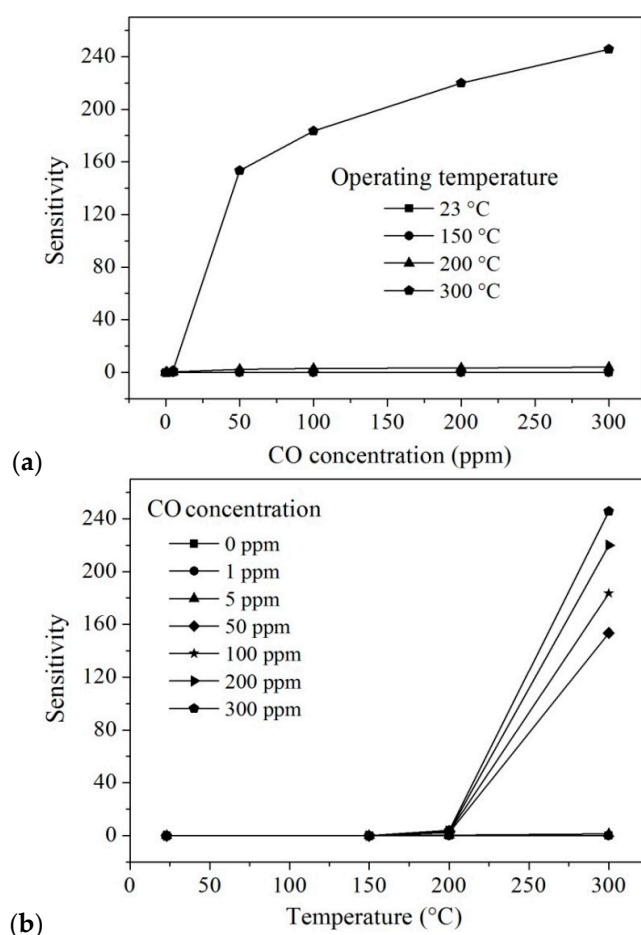 240
200
160
120
80
40
0
Sensitivity
Operating temperature
23 °C
150 °C
200 °C
300 °C
0 50 100 150 200 250 300
CO concentration (ppm)
(a)
240
200
160
120
80
40
0
Sensitivity
CO concentration
0 ppm
1 ppm
5 ppm
50 ppm
100 ppm
200 ppm
300 ppm
0 50 100 150 200 250 300
Temperature (°C)
(b)